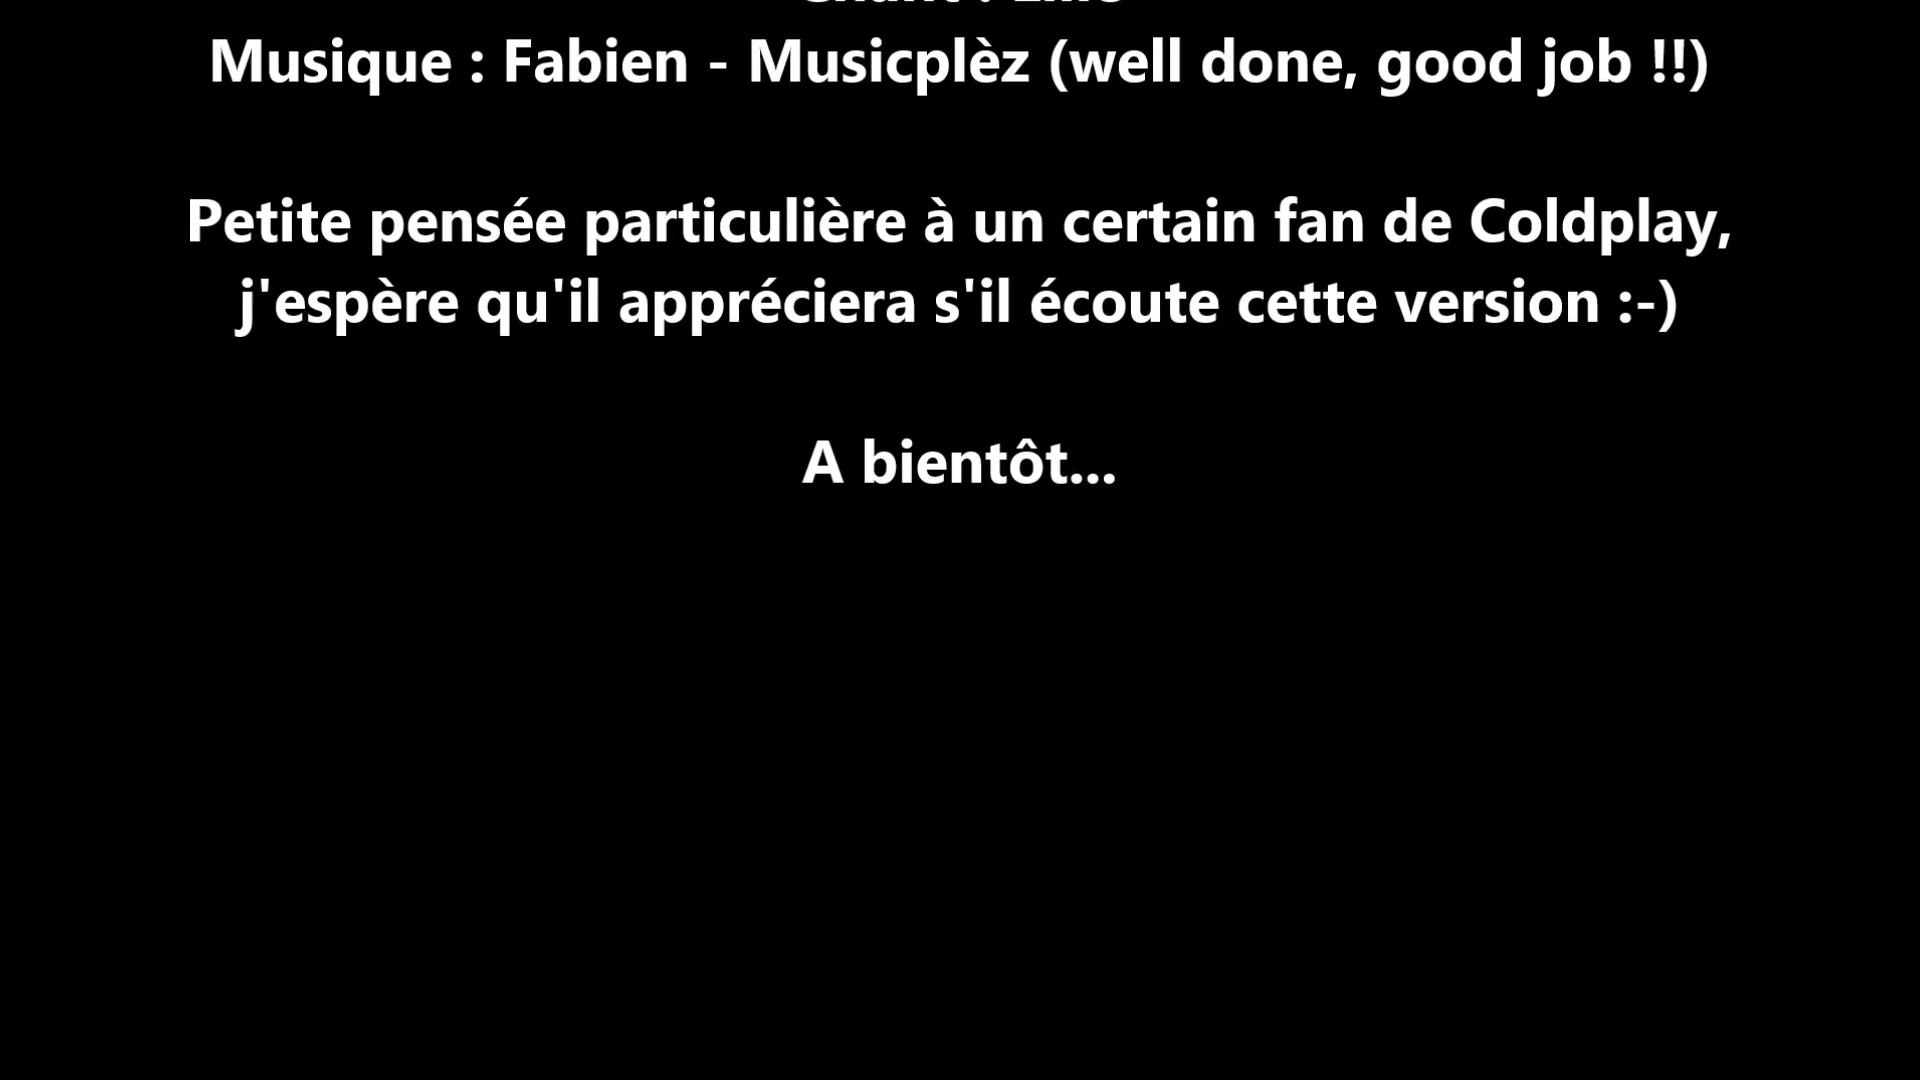 Chant :
Musique : Fabien - Musicplèz (well done, good job !!)
Petite pensée particulière à un certain fan de Coldplay,
j'espère qu'il appréciera s'il écoute cette version :-)
A bientôt...